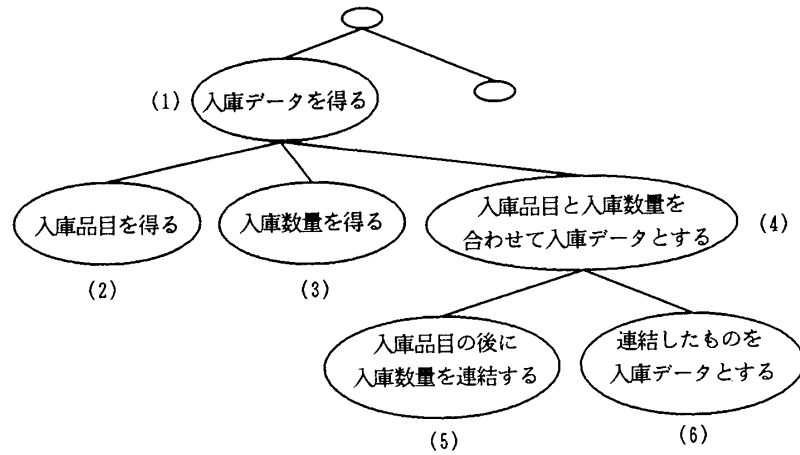 (1)
入庫データを得る
入庫品目を得る
入庫数量を得る
入庫品目と入庫数量を
合わせて入庫データとする
(4)
(2)
(3)
入庫品目の後に
入庫数量を連結する
連結したものを
入庫データとする
(5)
(6)